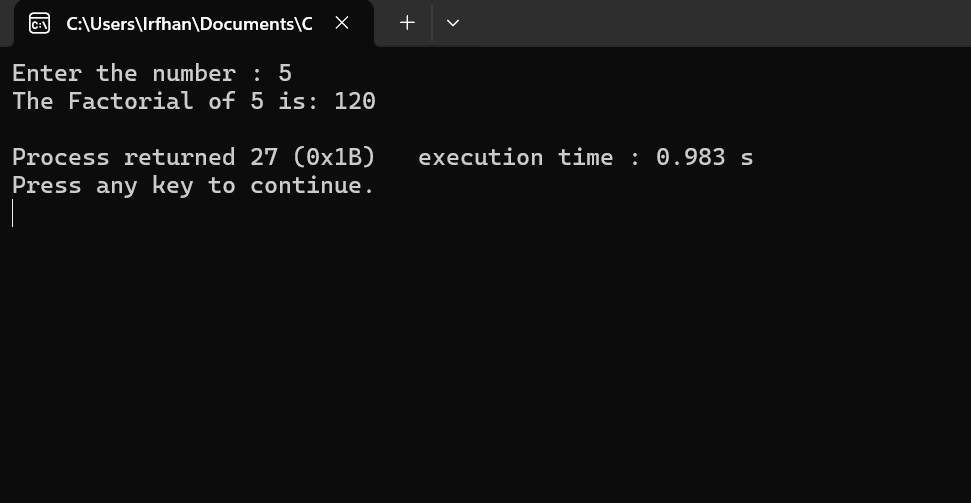 C:\Users\Irfhan\Documents\C
Enter the number : 5
The Factorial of 5 is: 120
Process returned 27 (0x1B)   execution time : 0.983 s
Press any key to continue.